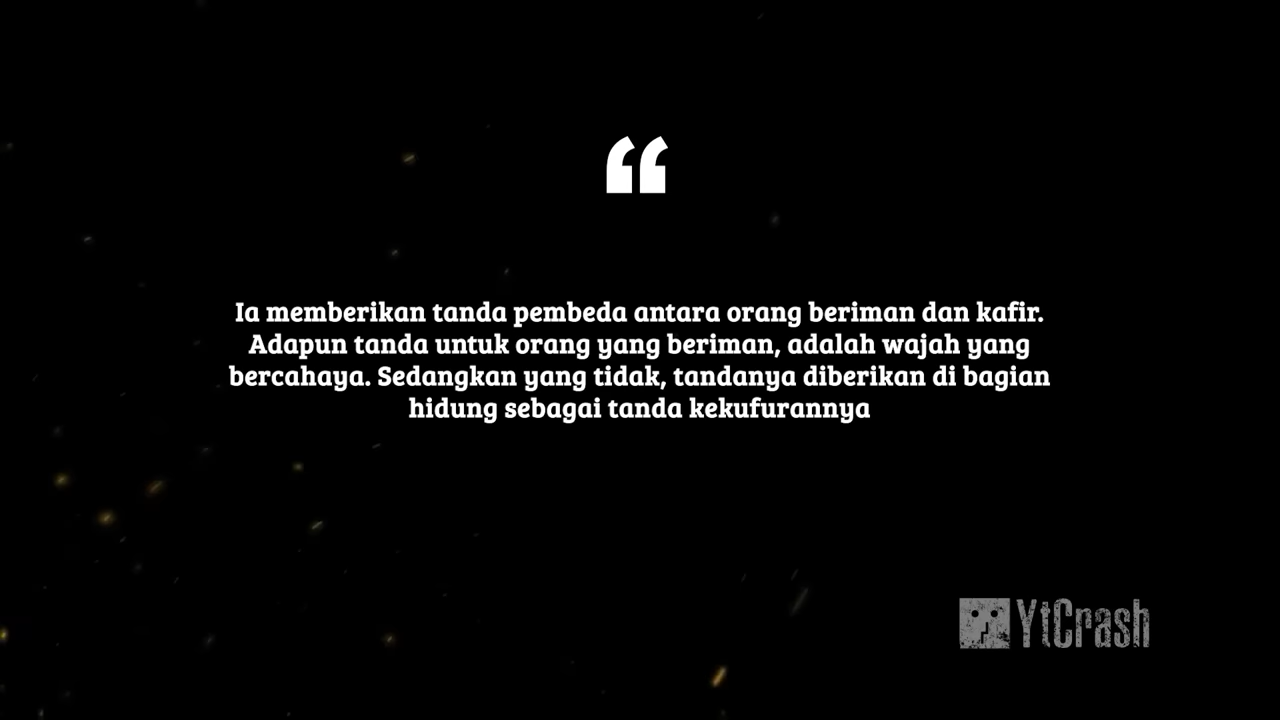 “
Ia memberikan tanda pembeda antara orang beriman dan kafir.
Adapun tanda untuk orang yang beriman, adalah wajah yang
bercahaya. Sedangkan yang tidak, tandanya diberikan di bagian
hidung sebagai tanda kekufurannya
YtCrash